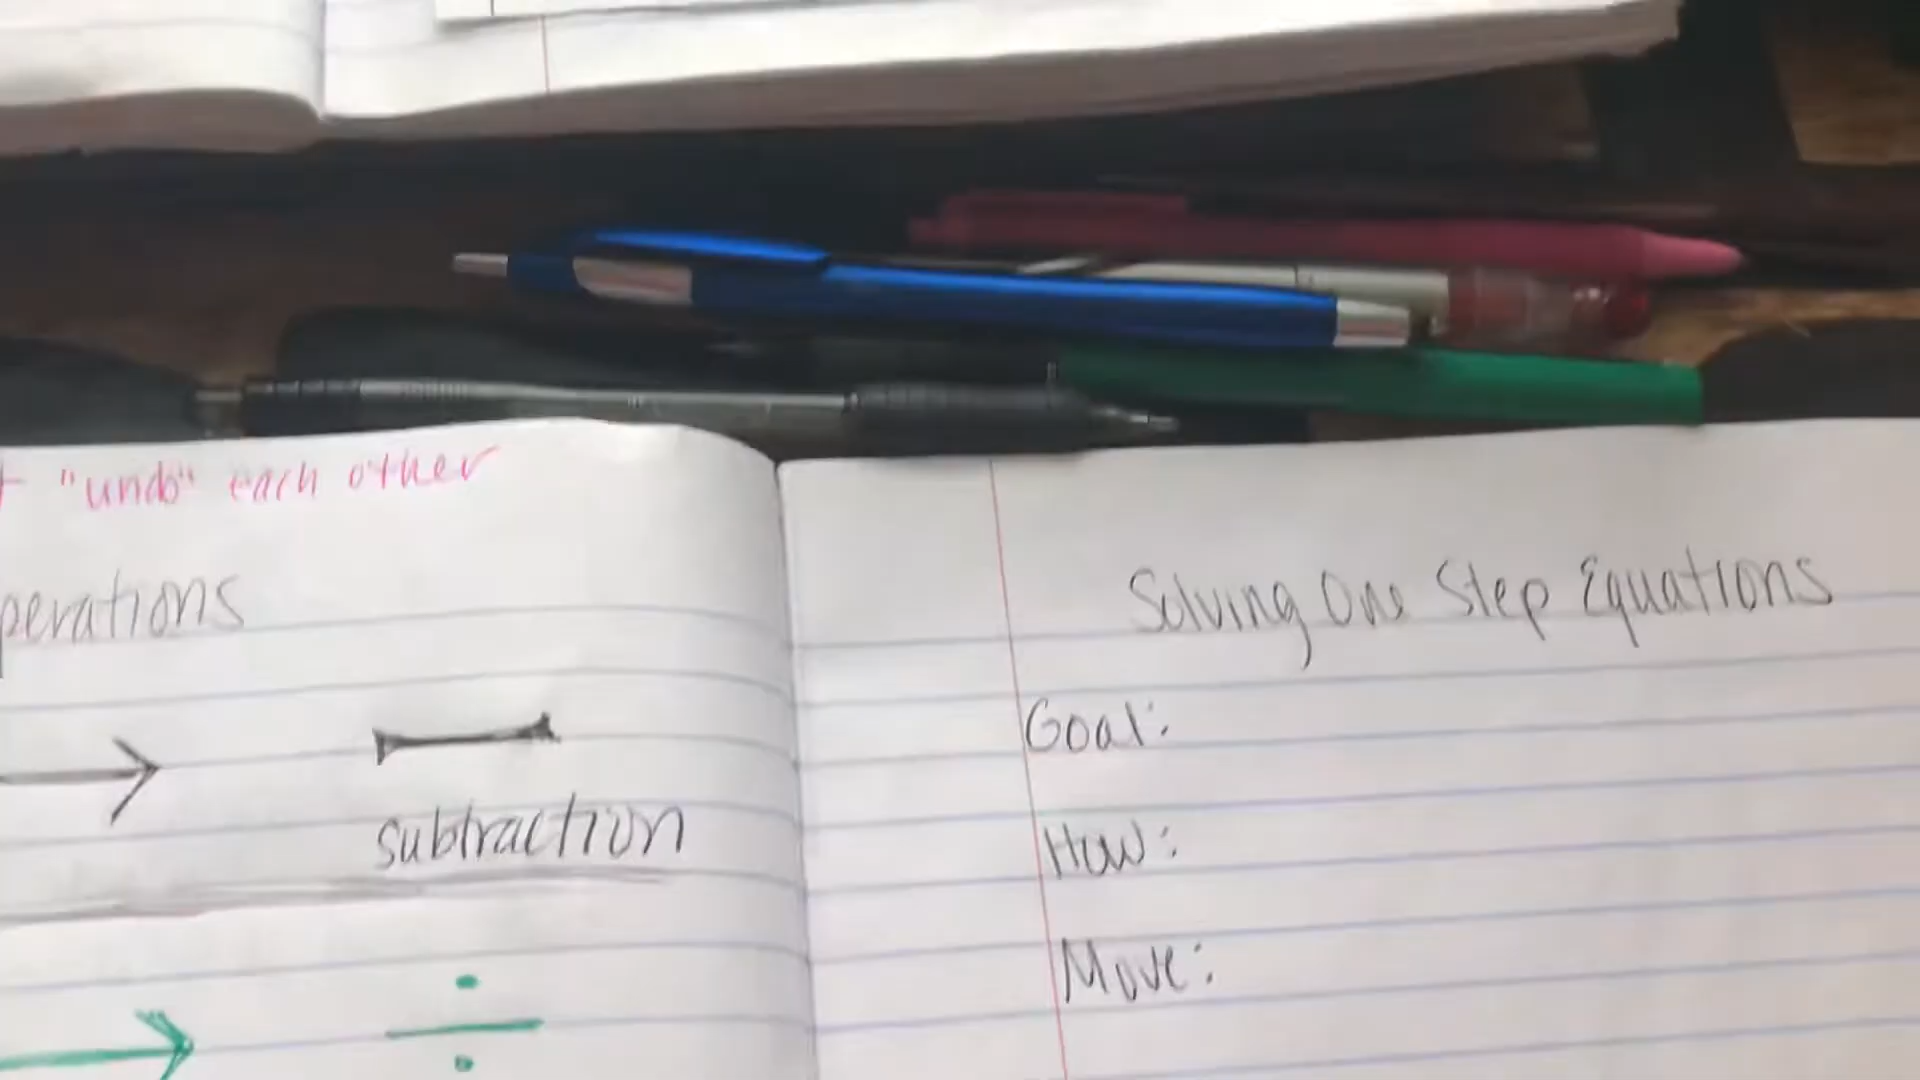 "undo" each other
perations
subtraction
÷
Solving One Step Equations
Goal:
How:
Move: